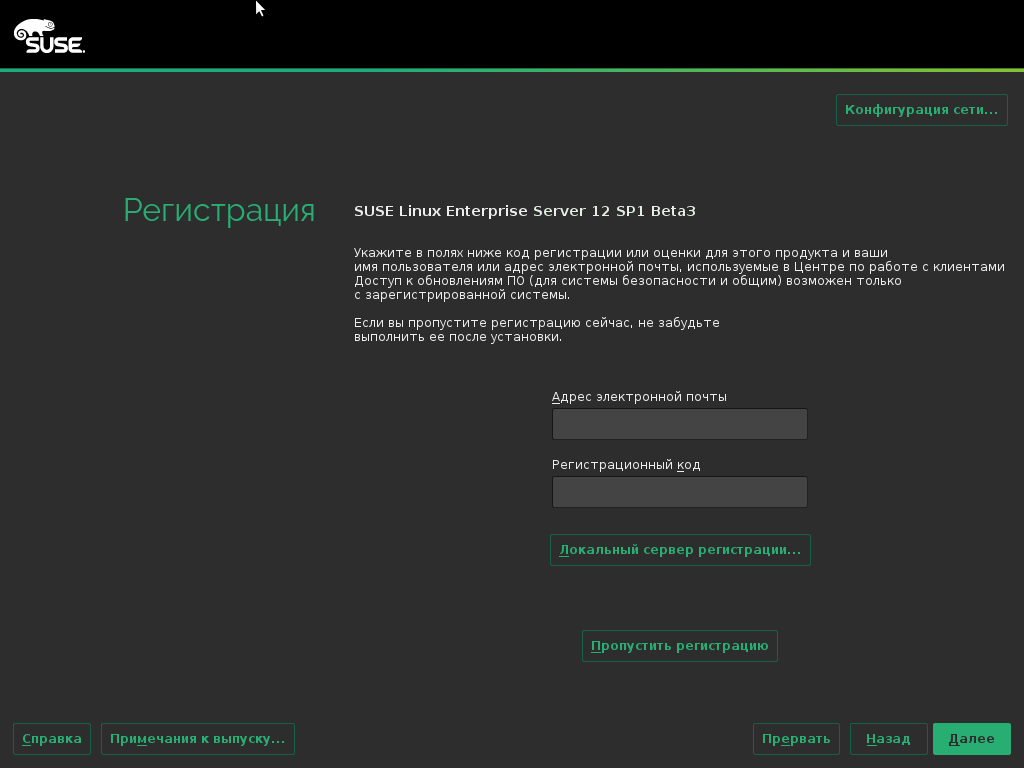 SUSE
Конфигурация сети...
Регистрация
SUSE Linux Enterprise Server 12 SP1 Beta3
Укажите в полях ниже код регистрации или оценки для этого продукта и ваши
имя пользователя или адрес электронной почты, используемые в Центре по работе с клиентами
Доступ к обновлениям ПО (для системы безопасности и общим) возможен только
с зарегистрированной системы.
Если вы пропустите регистрацию сейчас, не забудьте
выполнить ее после установки.
Адрес электронной почты
Регистрационный код
Локальный сервер регистрации...
Пропустить регистрацию
Справка Примечания к выпуску... Прервать Назад Далее